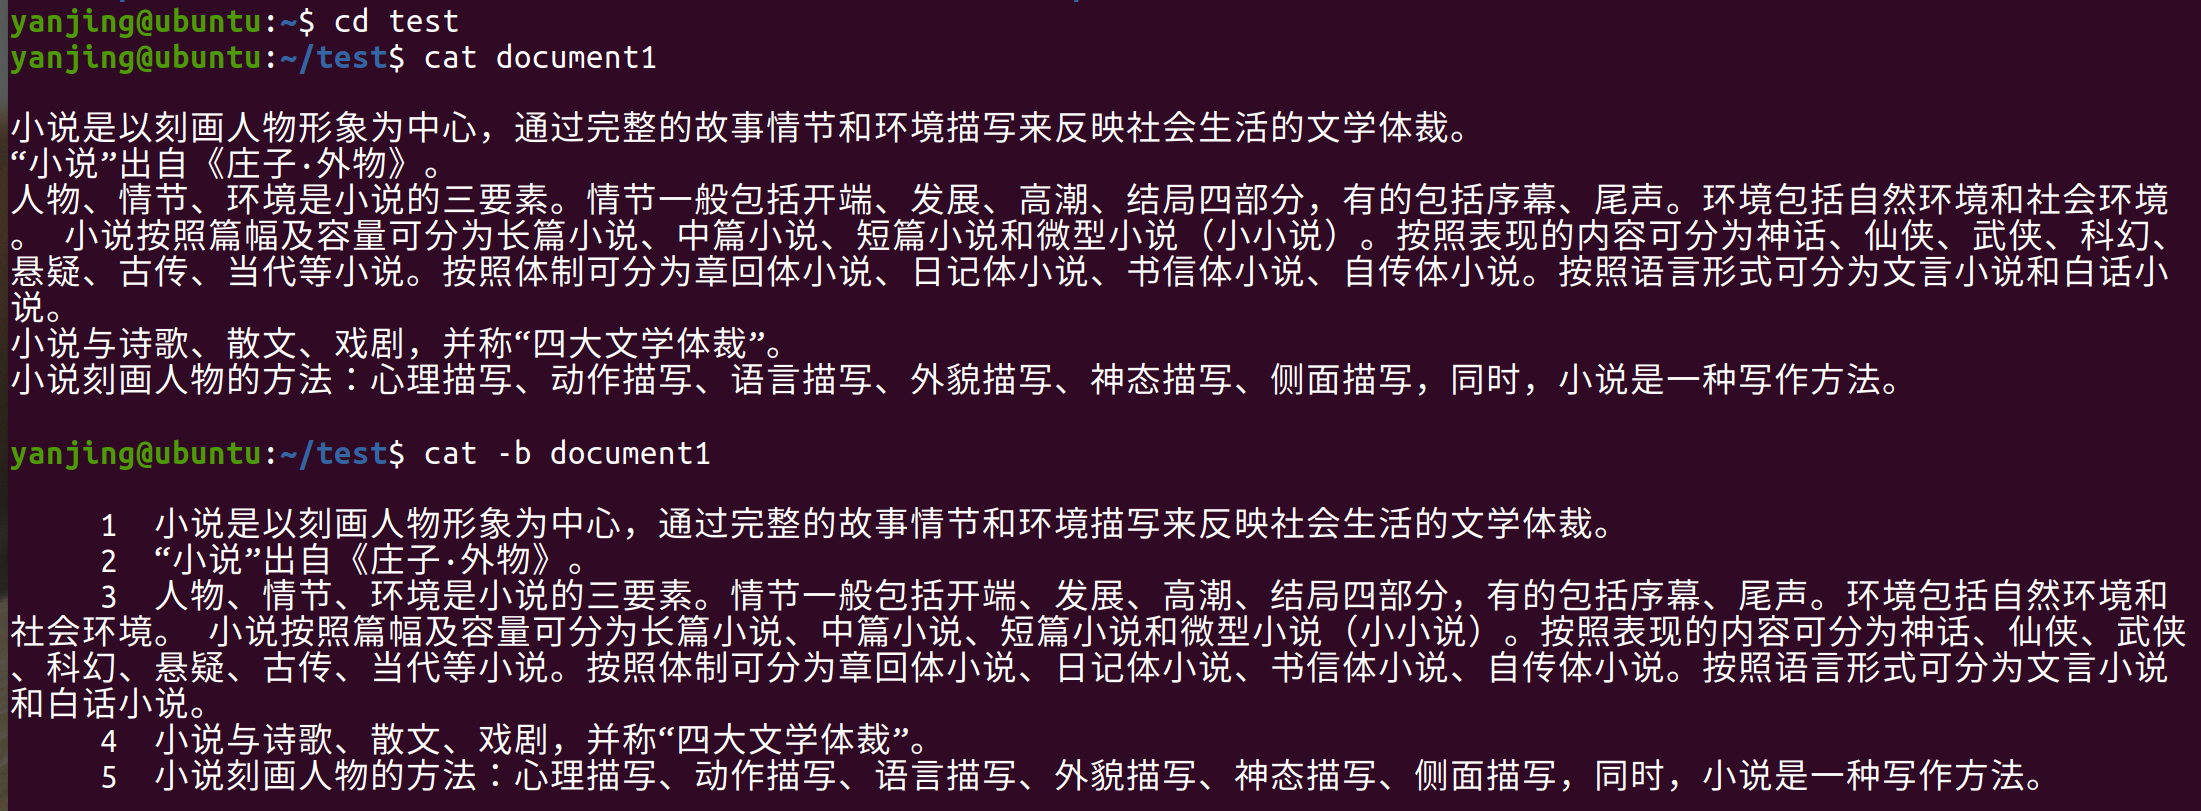 yanjing@ubuntu:~$ cd test
yanjing@ubuntu:~/test$ cat document1
小说是以刻画人物形象为中心，通过完整的故事情节和环境描写来反映社会生活的文学体裁。
“小说”出自《庄子·外物》。
人物、情节、环境是小说的三要素。情节一般包括开端、发展、高潮、结局四部分，有的包括序幕、尾声。环境包括自然环境和社会环境
。 小说按照篇幅及容量可分为长篇小说、中篇小说、短篇小说和微型小说（小小说）。按照表现的内容可分为神话、仙侠、武侠、科幻、
悬疑、古传、当代等小说。按照体制可分为章回体小说、日记体小说、书信体小说、自传体小说。按照语言形式可分为文言小说和白话小
说。
小说与诗歌、散文、戏剧，并称“四大文学体裁”。
小说刻画人物的方法：心理描写、动作描写、语言描写、外貌描写、神态描写、侧面描写，同时，小说是一种写作方法。
yanjing@ubuntu:~/test$ cat -b document1
1 小说是以刻画人物形象为中心，通过完整的故事情节和环境描写来反映社会生活的文学体裁。
2 “小说”出自《庄子·外物》。
3 人物、情节、环境是小说的三要素。情节一般包括开端、发展、高潮、结局四部分，有的包括序幕、尾声。环境包括自然环境和
社会环境。 小说按照篇幅及容量可分为长篇小说、中篇小说、短篇小说和微型小说（小小说）。按照表现的内容可分为神话、仙侠、武侠
、科幻、悬疑、古传、当代等小说。按照体制可分为章回体小说、日记体小说、书信体小说、自传体小说。按照语言形式可分为文言小说
和白话小说。
4 小说与诗歌、散文、戏剧，并称“四大文学体裁”。
5 小说刻画人物的方法：心理描写、动作描写、语言描写、外貌描写、神态描写、侧面描写，同时，小说是一种写作方法。